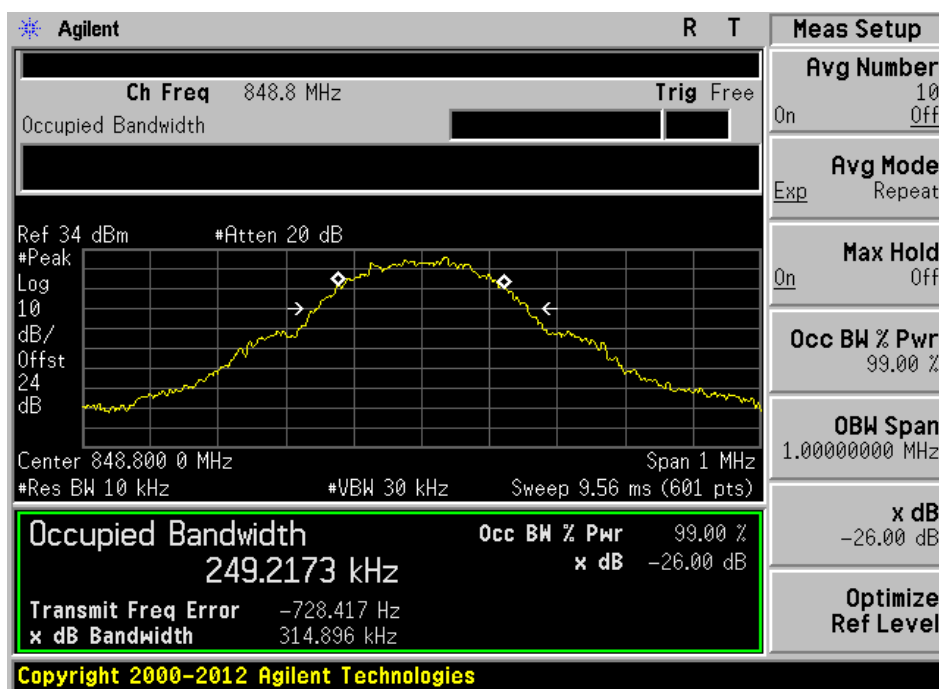 Agilent R T
Ch Freq 848.8 MHz Trig Free
Occupied Bandwidth
Ref 34 dBm #Atten 20 dB
#Peak
Log
10
dB/
Offst
24
dB
Center 848.800 0 MHz Span 1 MHz
#Res BW 10 kHz #VBW 30 kHz Sweep 9.56 ms (601 pts)
Occupied Bandwidth
249.2173 kHz
Occ BW % Pwr 99.00 %
x dB -26.00 dB
Transmit Freq Error -728.417 Hz
x dB Bandwidth 314.896 kHz
Copyright 2000-2012 Agilent Technologies
Meas Setup
Avg Number
10
On Off
Avg Mode
Exp Repeat
Max Hold
On Off
Occ BW % Pwr
99.00 %
OBW Span
1.00000000 MHz
x dB
-26.00 dB
Optimize
Ref Level